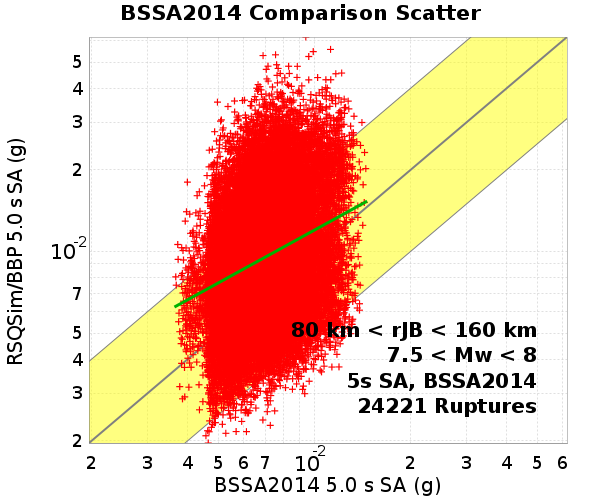 BSSA2014 Comparison Scatter
RSQSim/BBP 5.0 s SA (g)
5
4
3
2
10-2
7
5
4
3
2
80 km < rJB < 160 km
7.5 < Mw < 8
5s SA, BSSA2014
24221 Ruptures
2 3 4 5 6 7 10-2 2 3 4 5 6
BSSA2014 5.0 s SA (g)